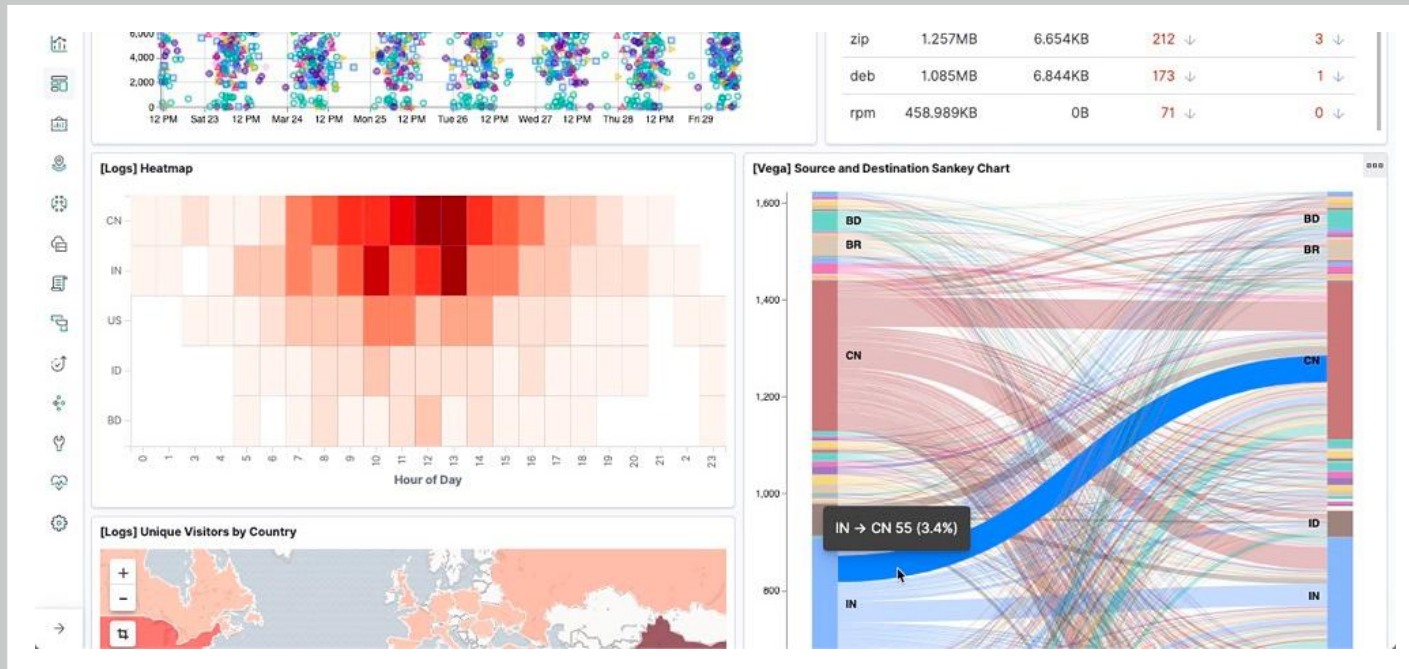 6,000
4,000
2,000
0
12 PM Sat 23 12 PM Mar 24 12 PM Mon 25 12 PM Tue 26 12 PM Wed 27 12 PM Thu 28 12 PM Fri 29
zip 1.257MB 6.654KB 212 ↓ 3 ↓
deb 1.085MB 6.844KB 173 ↓ 1 ↓
rpm 458.989KB 0B 71 ↓ 0 ↓
[Logs] Heatmap
CN
IN
US
ID
BD
0 1 3 4 5 6 7 8 9 10 11 12 13 14 15 16 17 18 19 20 21 2 23
Hour of Day
[Logs] Unique Visitors by Country
+
−
[Vega] Source and Destination Sankey Chart
1,600
1,400
1,200
1,000
800
BD BD
BR BR
CN CN
IN → CN 55 (3.4%)
ID
IN IN